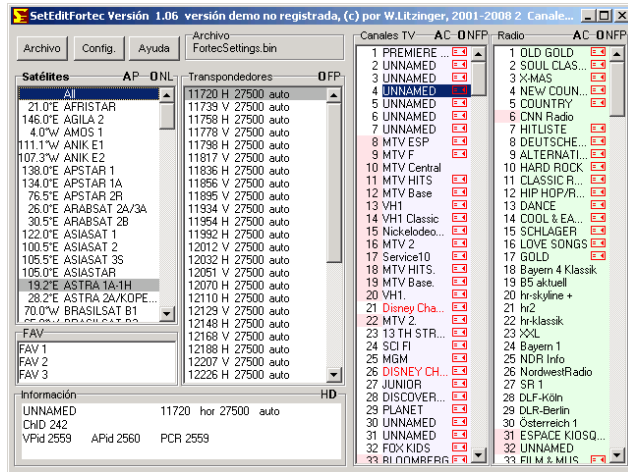 SetEditFortec Versión 1.06 versión demo no registrada, (c) por W.Litzinger, 2001-2008 2 Canale...
Archivo
Config.
Ayuda
Archivo
FortecSettings.bin
Satélites AP 0NL
All
21.0°E AFRISTAR
146.0°E AGILA 2
4.0°W AMOS 1
111.1°W ANIK E1
107.3°W ANIK E2
138.0°E APSTAR 1
134.0°E APSTAR 1A
76.5°E APSTAR 2R
26.0°E ARABSAT 2A/3A
30.5°E ARABSAT 2B
122.0°E ASIASAT 1
100.5°E ASIASAT 2
105.5°E ASIASAT 3S
105.0°E ASIASTAR
19.2°E ASTRA 1A-1H
28.2°E ASTRA 2A/KOPE...
70.0°W BRASILSAT B1
FAV
FAV 1
FAV 2
FAV 3
Transpondedores 0FP
11720 H 27500 auto
11739 V 27500 auto
11758 H 27500 auto
11778 V 27500 auto
11798 H 27500 auto
11817 V 27500 auto
11836 H 27500 auto
11856 V 27500 auto
11895 V 27500 auto
11934 V 27500 auto
11954 H 27500 auto
11992 H 27500 auto
12012 V 27500 auto
12032 H 27500 auto
12051 V 27500 auto
12070 H 27500 auto
12110 H 27500 auto
12129 V 27500 auto
12148 H 27500 auto
12168 V 27500 auto
12188 H 27500 auto
12207 V 27500 auto
12226 H 27500 auto
Información HD
UNNAMED 11720 hor 27500 auto
ChID 242
VPid 2559 APid 2560 PCR 2559
Canales TV AC 0NFP
1 PREMIERE ...
2 UNNAMED
3 UNNAMED
4 UNNAMED
5 UNNAMED
6 UNNAMED
7 UNNAMED
8 MTV ESP
9 MTV F
10 MTV Central
11 MTV HITS
12 MTV Base
13 VH1
14 VH1 Classic
15 Nickelodeo...
16 MTV 2
17 Service10
18 MTV HITS.
19 MTV Base.
20 VH1.
21 Disney Cha...
22 MTV 2.
23 13 TH STR...
24 SCI FI
25 MGM
26 DISNEY CH...
27 JUNIOR
28 DISCOVER...
29 PLANET
30 UNNAMED
31 UNNAMED
32 FOX KIDS
33 BLOOMBERG
Radio AC 0NFP
1 OLD GOLD
2 SOUL CLAS...
3 X-MAS
4 NEW COUN...
5 COUNTRY
6 CNN Radio
7 HITLISTE
8 DEUTSCHE...
9 ALTERNATI...
10 HARD ROCK
11 CLASSIC R...
12 HIP HOP/R...
13 DANCE
14 COOL & EA...
15 SCHLAGER
16 LOVE SONGS
17 GOLD
18 Bayern 4 Klassik
19 B5 aktuell
20 hr-skyline +
21 hr2
22 hr-klassik
23 XXL
24 Bayern 1
25 NDR Info
26 NordwestRadio
27 SR 1
28 DLF-Köln
29 DLR-Berlin
30 Österreich 1
31 ESPACE KIOSQ...
32 UNNAMED
33 FILM & MUS...